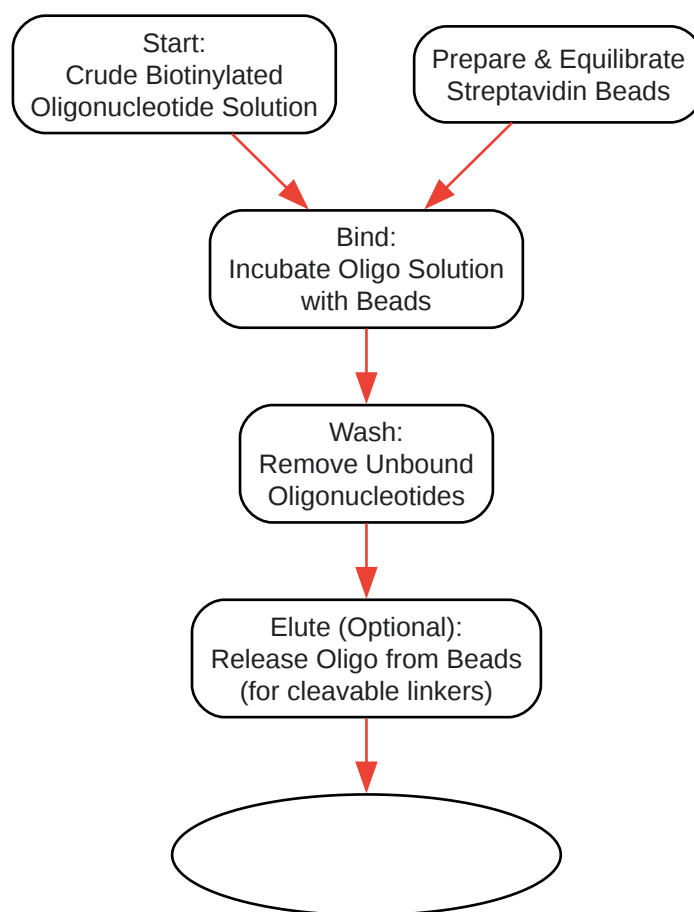 Start:
Crude Biotinylated
Oligonucleotide Solution
Prepare & Equilibrate
Streptavidin Beads
Bind:
Incubate Oligo Solution
with Beads
Wash:
Remove Unbound
Oligonucleotides
Elute (Optional):
Release Oligo from Beads
(for cleavable linkers)